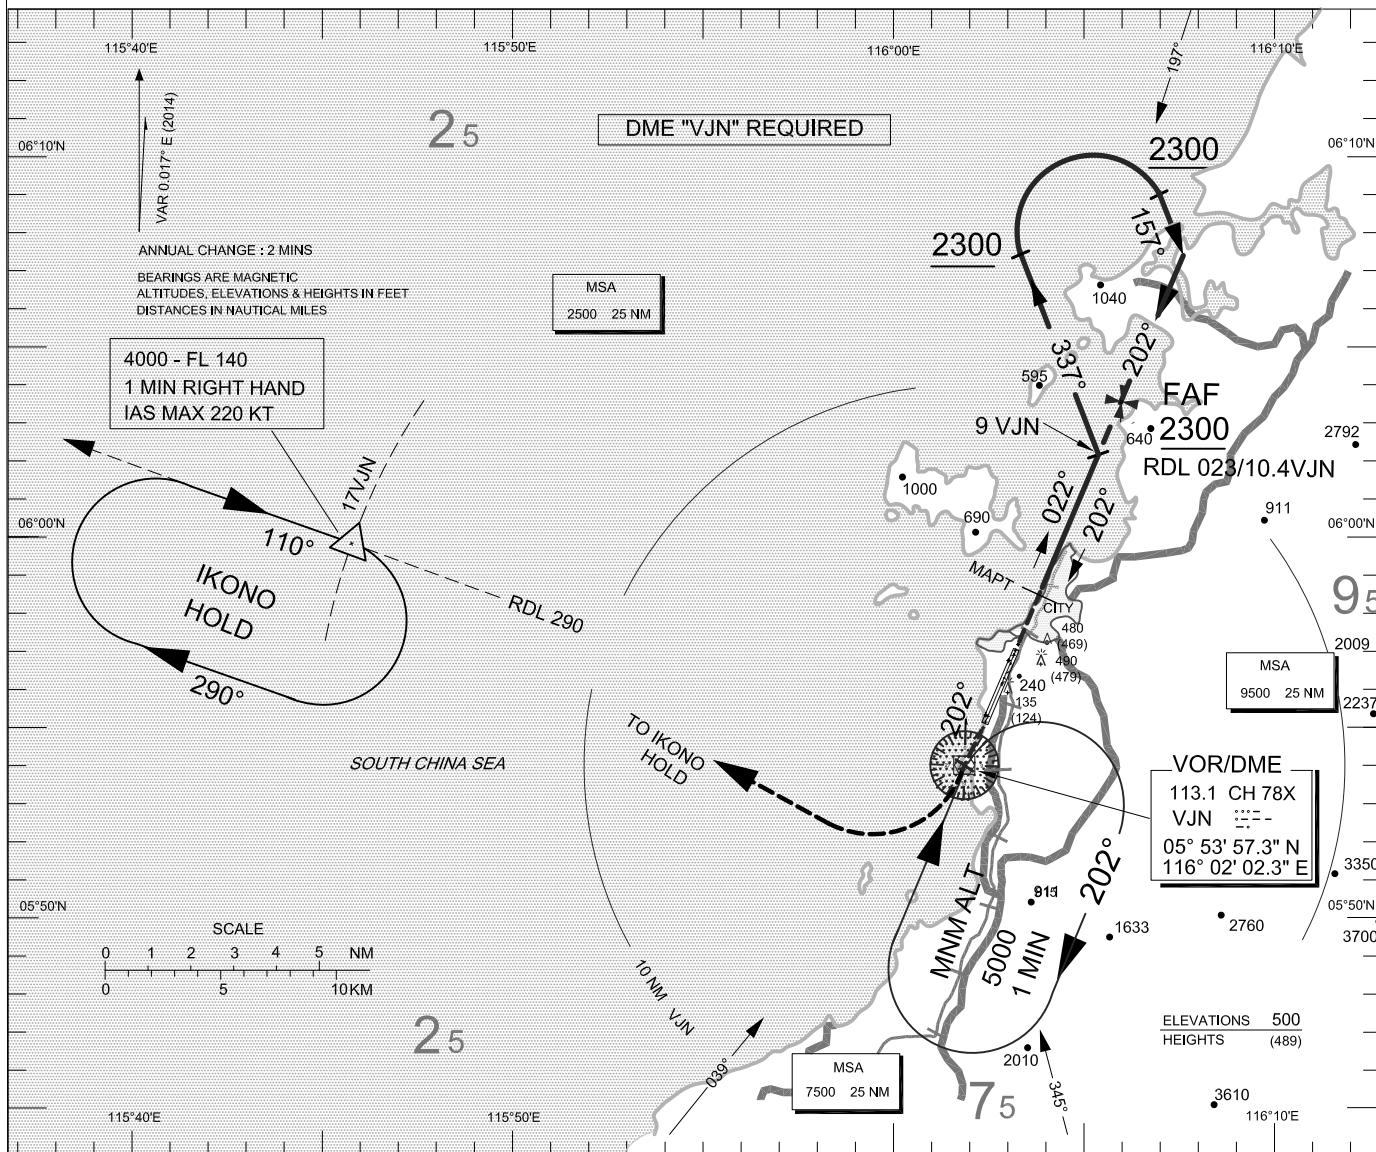 115°40'E
115°50'E
116°00'E
116°10'E
197°
VAR 0.017° E (2014)
2 5
DME "VJN" REQUIRED
2300
06°10'N
06°10'N
157°
2300
ANNUAL CHANGE : 2 MINS
BEARINGS ARE MAGNETIC
ALTITUDES, ELEVATIONS & HEIGHTS IN FEET
DISTANCES IN NAUTICAL MILES
MSA
2500 25 NM
1040
4000 - FL 140
1 MIN RIGHT HAND
IAS MAX 220 KT
337°
202°
595
FAF
2300
640
RDL 023/10.4VJN
9 VJN
2792
17VJN
1000
022°
202°
911
690
06°00'N
06°00'N
110°
IKONO
HOLD
RDL 290
MAPT
CITY
9 5
480
(469)
490
(479)
2009
290°
240
135
(124)
MSA
9500 25 NM
2237
202°
TO IKONO
HOLD
SOUTH CHINA SEA
VOR/DME
113.1 CH 78X
VJN
05° 53' 57.3" N
116° 02' 02.3" E
202°
3350
MNM ALT
5000
1 MIN
1633
2760
05°50'N
05°50'N
3700
SCALE
0 1 2 3 4 5 NM
0 5 10KM
10 NM VJN
2 5
ELEVATIONS 500
HEIGHTS (489)
2010
039°
MSA
7500 25 NM
7 5
345°
3610
115°40'E
115°50'E
116°10'E